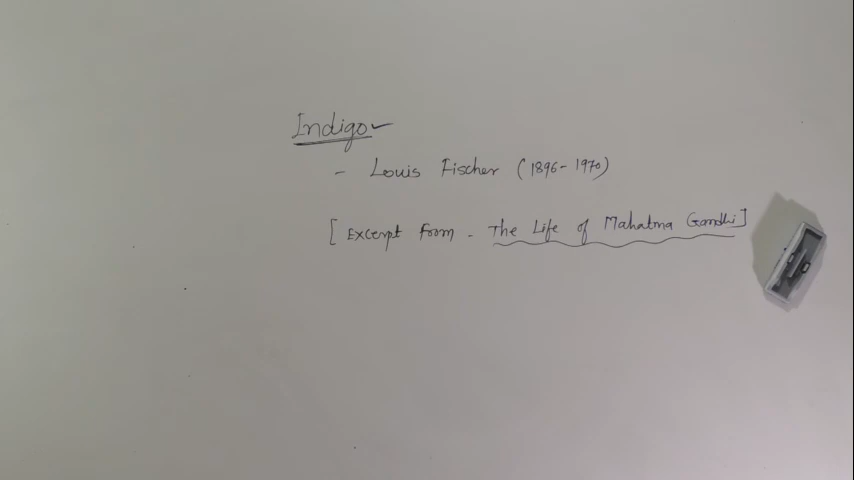 Indigo
- Louis Fischer (1896-1970)
[Excerpt form - The Life of Mahatma Gandhi]